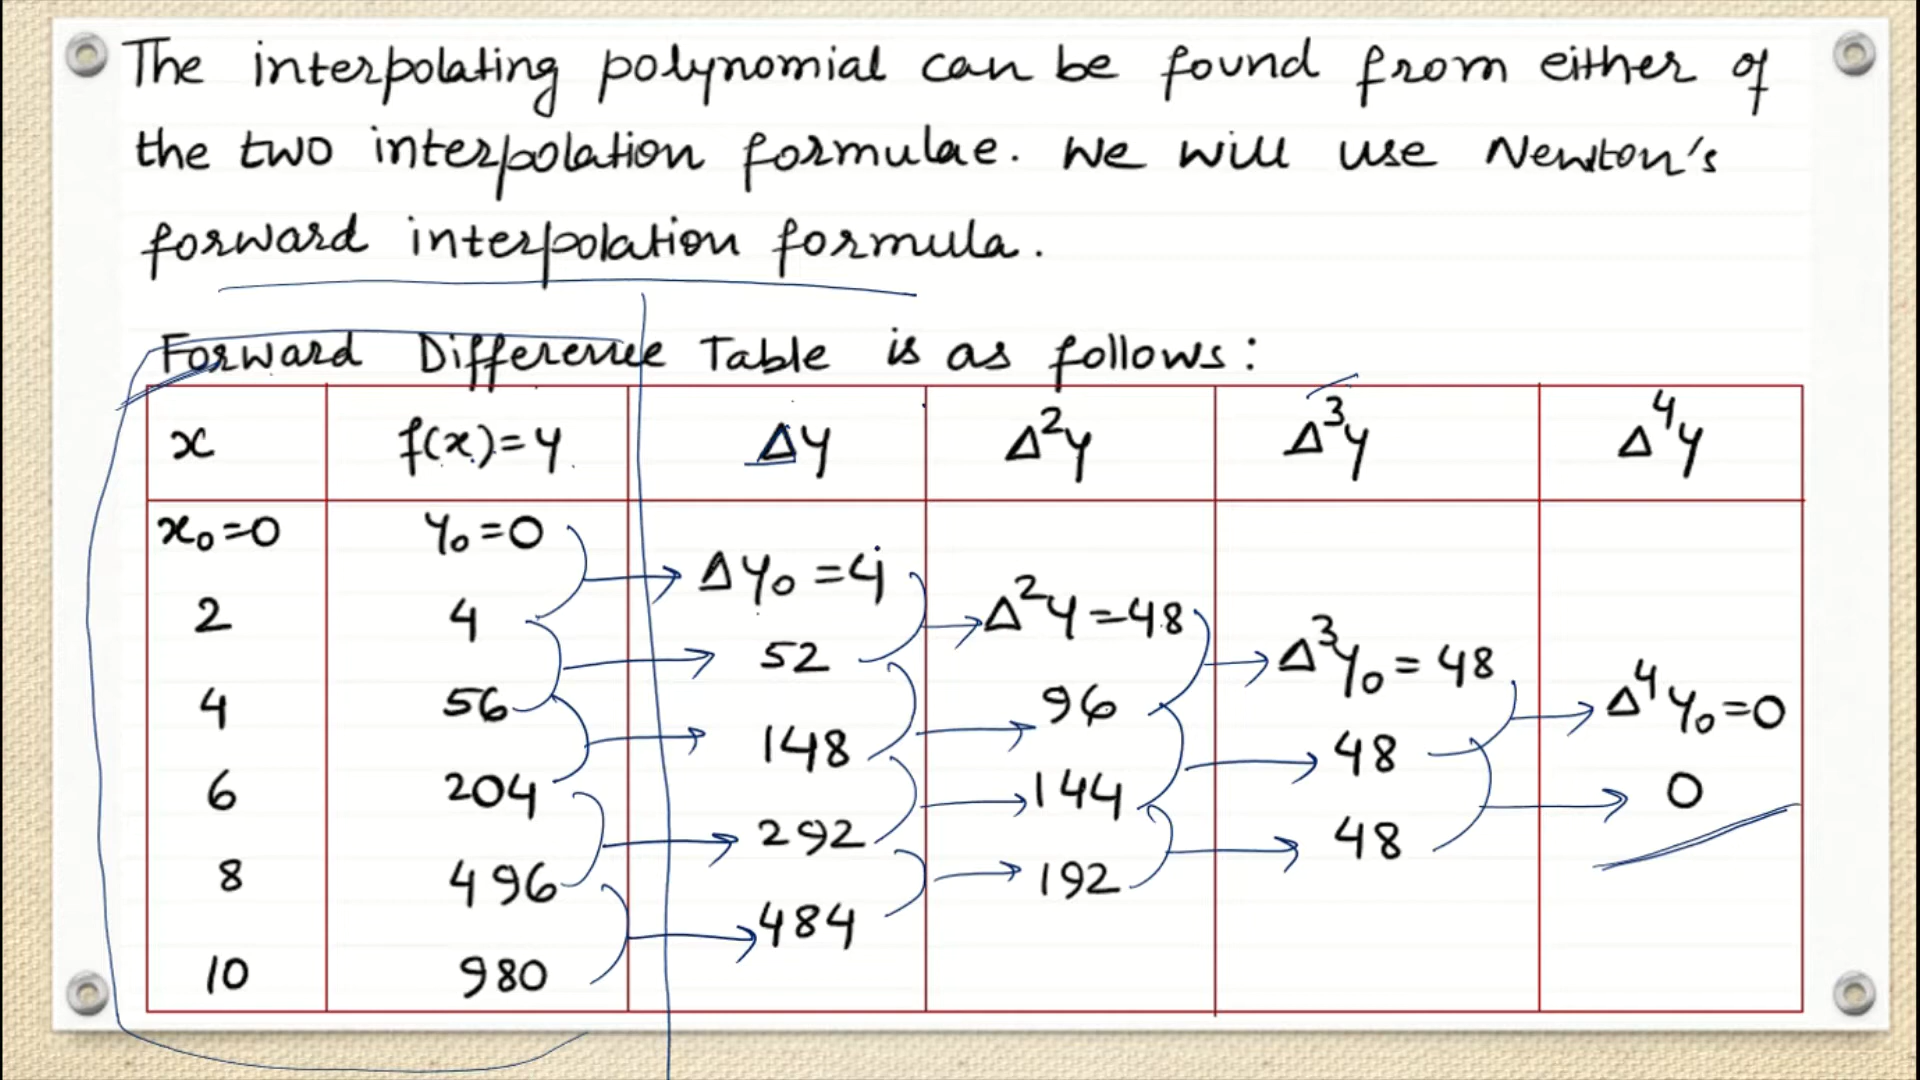 The interpolating polynomial can be found from either of
the two interpolation formulae. We will use Newton's
forward interpolation formula.
Forward Difference Table is as follows:
x f(x)=y Δy Δ²y Δ³y Δ⁴y
x₀=0 y₀=0
Δy₀=4
2 4 Δ²y=48
52 Δ³y₀=48
4 56 96 Δ⁴y₀=0
148 48
6 204 144 0
292 48
8 496 192
484
10 980